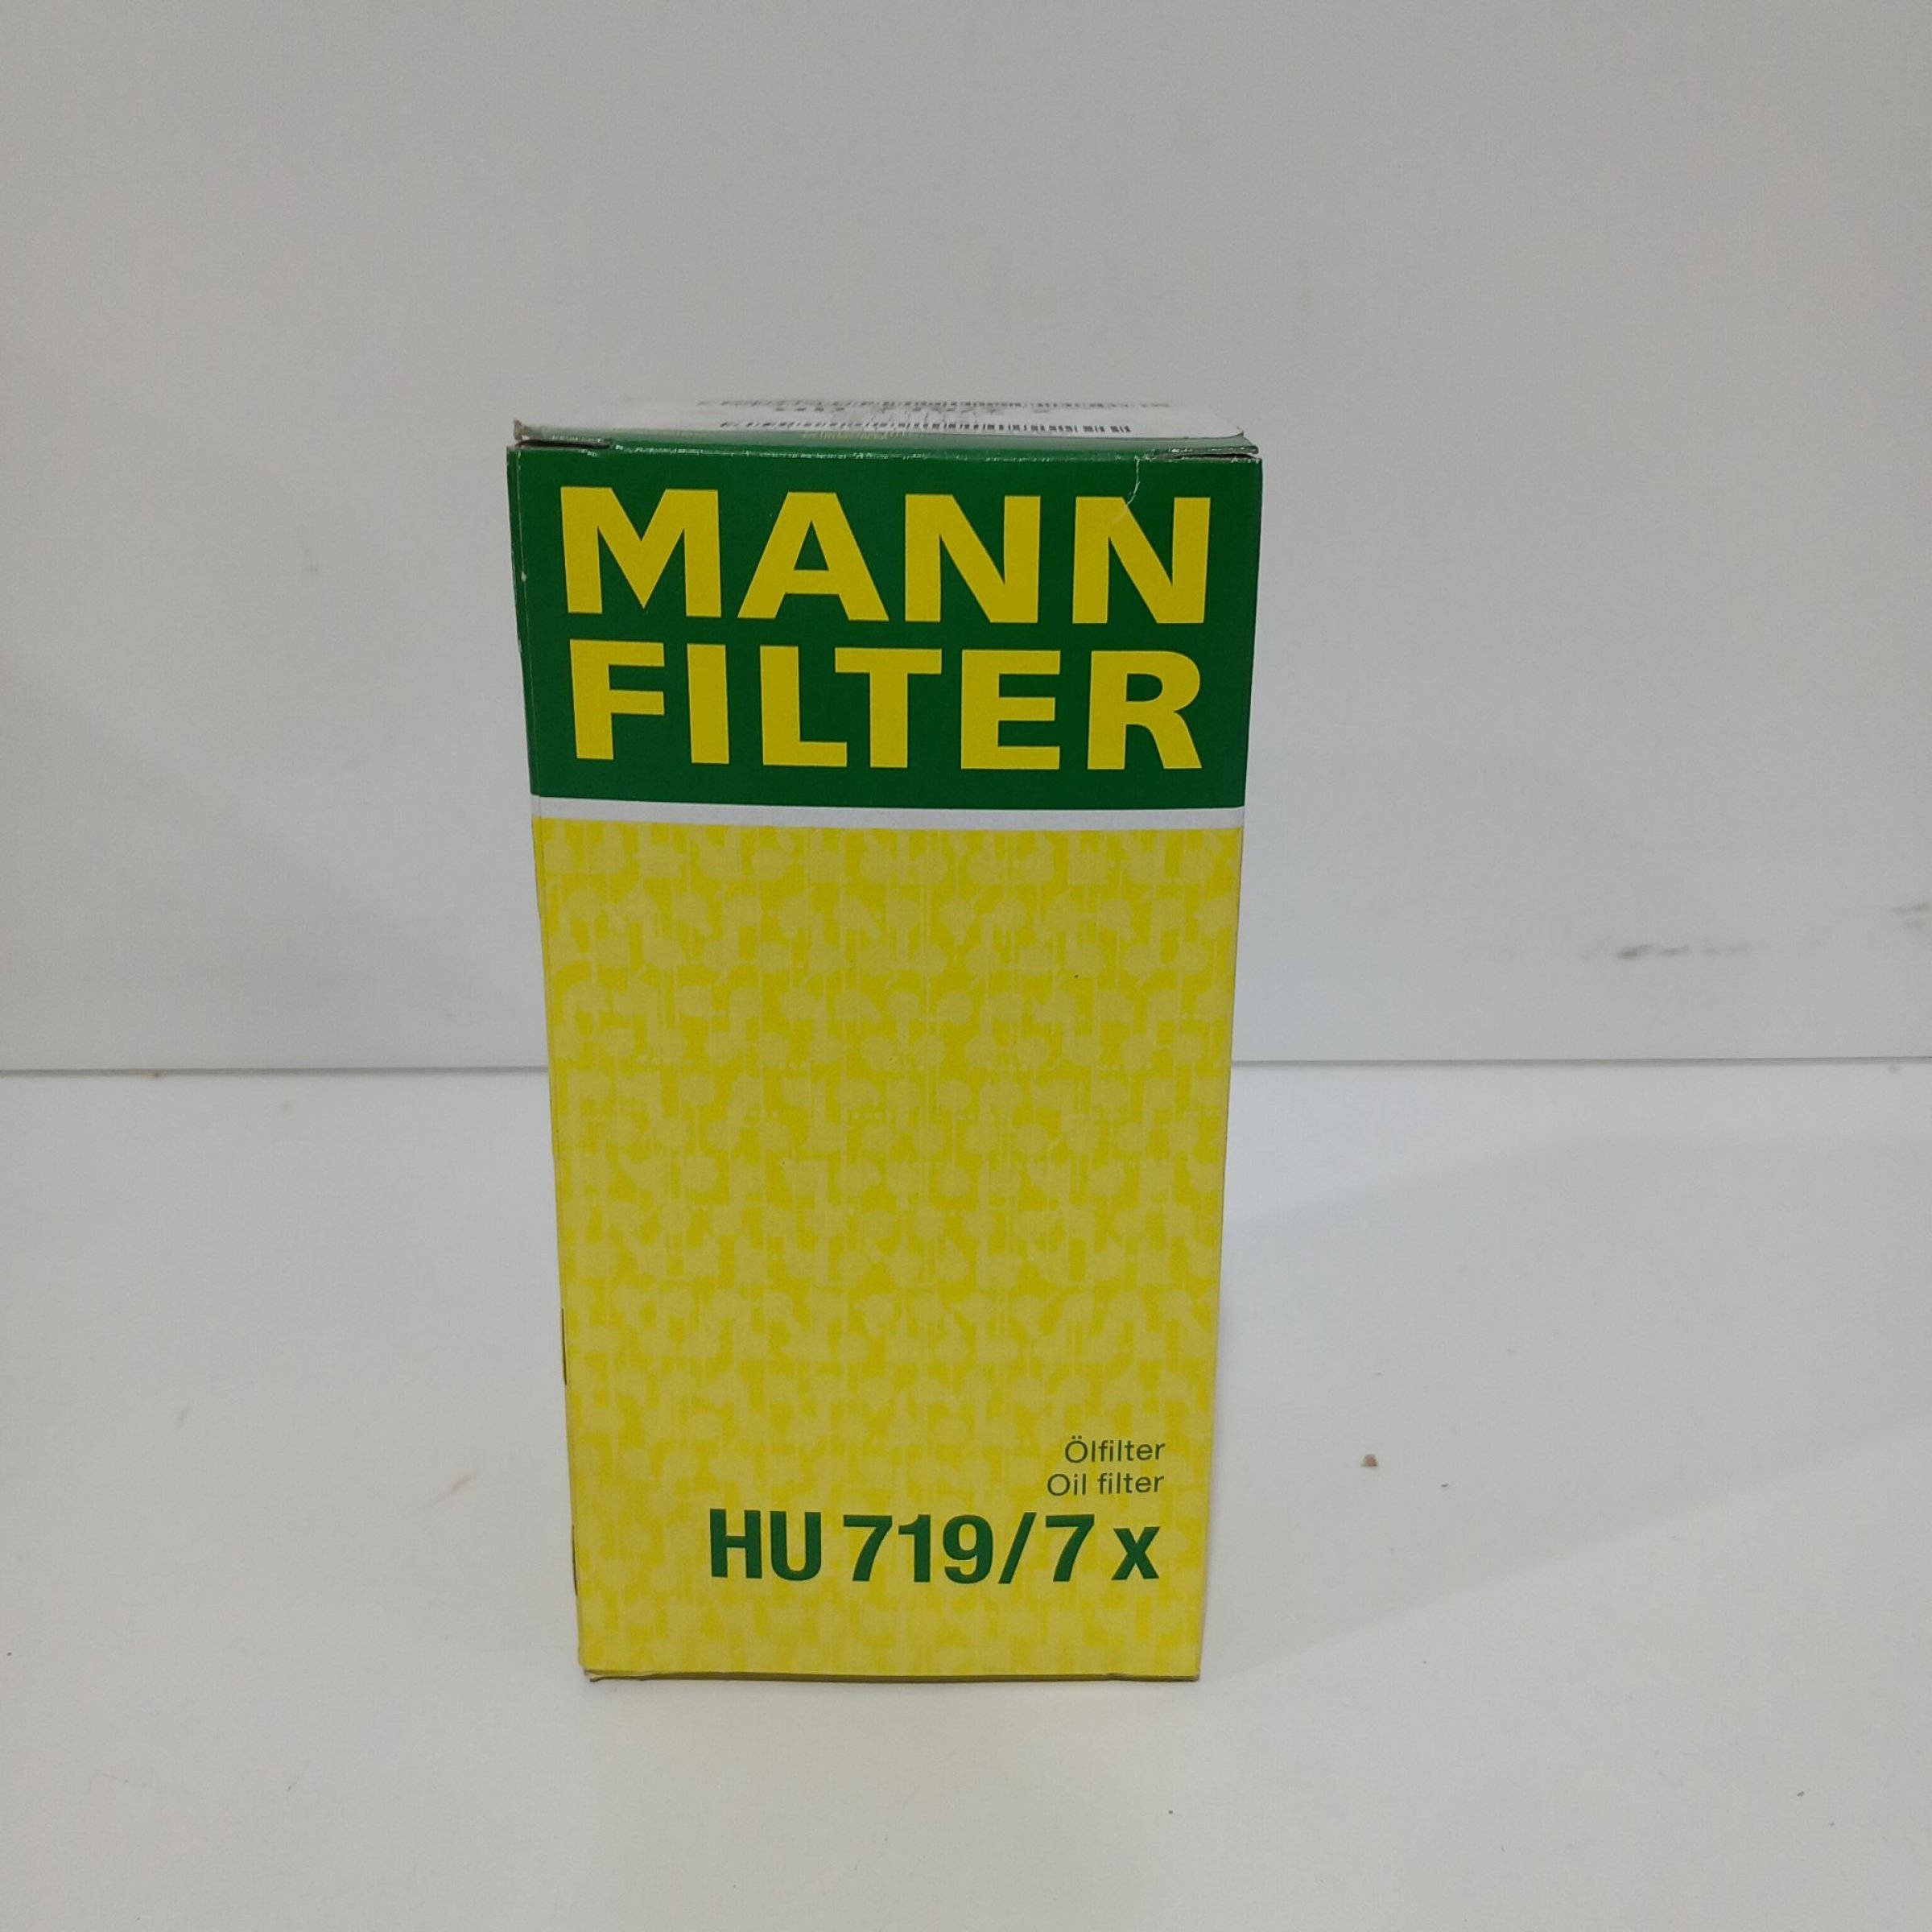 MANN
FILTER
Ölfilter
Oil filter
HU 719/7 x